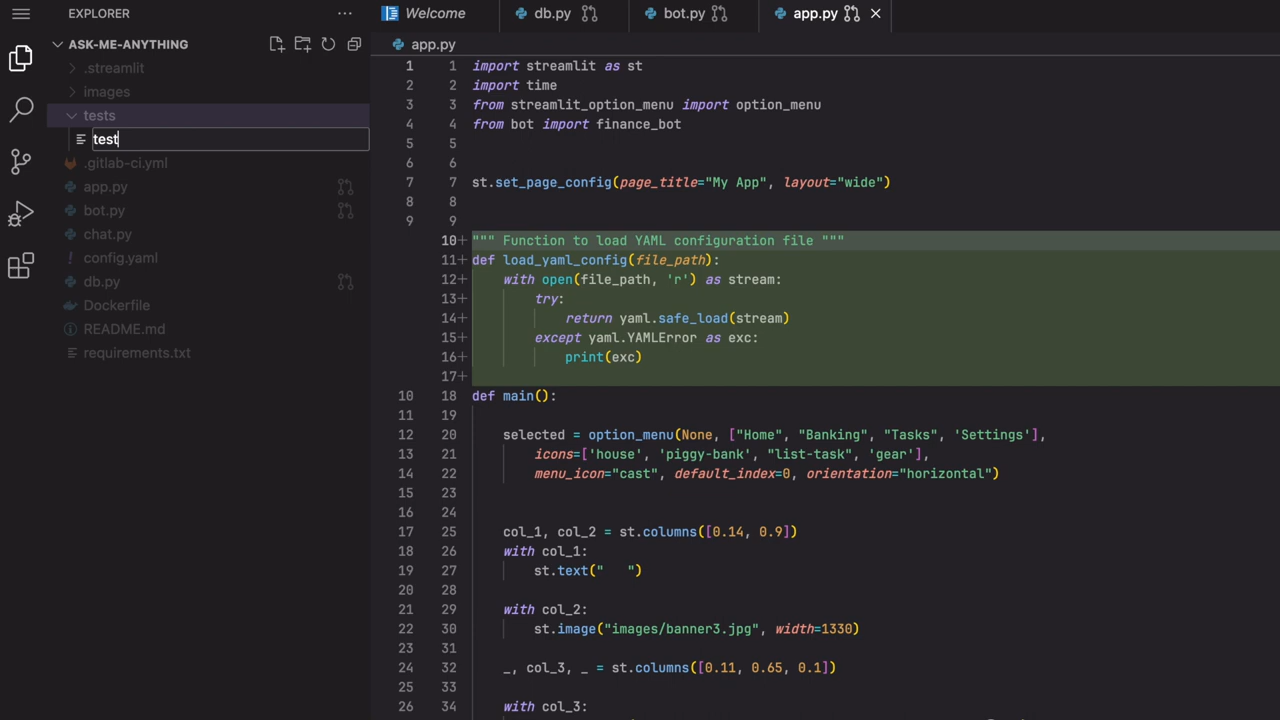 EXPLORER
ASK-ME-ANYTHING
.streamlit
images
tests
test
.gitlab-ci.yml
app.py
bot.py
chat.py
config.yaml
db.py
Dockerfile
README.md
requirements.txt
Welcome
db.py
bot.py
app.py
app.py
1 1 import streamlit as st
2 2 import time
3 3 from streamlit_option_menu import option_menu
4 4 from bot import finance_bot
5 5
6 6
7 7 st.set_page_config(page_title="My App", layout="wide")
8 8
9 9
10+ """ Function to load YAML configuration file """
11+ def load_yaml_config(file_path):
12+ with open(file_path, 'r') as stream:
13+ try:
14+ return yaml.safe_load(stream)
15+ except yaml.YAMLError as exc:
16+ print(exc)
17+
10 18 def main():
11 19
12 20 selected = option_menu(None, ["Home", "Banking", "Tasks", 'Settings'],
13 21 icons=['house', 'piggy-bank', "list-task", 'gear'],
14 22 menu_icon="cast", default_index=0, orientation="horizontal")
15 23
16 24
17 25 col_1, col_2 = st.columns([0.14, 0.9])
18 26 with col_1:
19 27 st.text("   ")
20 28
21 29 with col_2:
22 30 st.image("images/banner3.jpg", width=1330)
23 31
24 32 _, col_3, _ = st.columns([0.11, 0.65, 0.1])
25 33
26 34 with col_3: